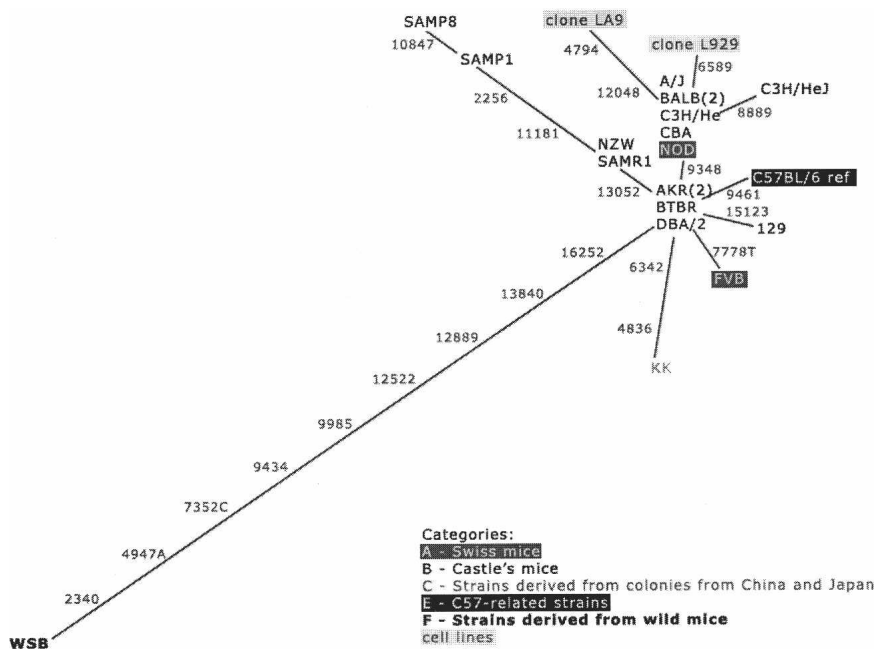 SAMP8
10847
SAMP1
2256
11181
NZW
SAMR1
13052
clone LA9
4794
clone L929
6589
12048
A/J
BALB(2)
C3H/He
CBA
NOD
C3H/HeJ
8889
9348
AKR(2)
BTBR
DBA/2
C57BL/6 ref
9461
15123
129
7778T
FVB
6342
4836
KK
16252
13840
12889
12522
9985
9434
7352C
4947A
2340
WSB
Categories:
A - Swiss mice
B - Castle's mice
C - Strains derived from colonies from China and Japan
E - C57-related strains
F - Strains derived from wild mice
cell lines